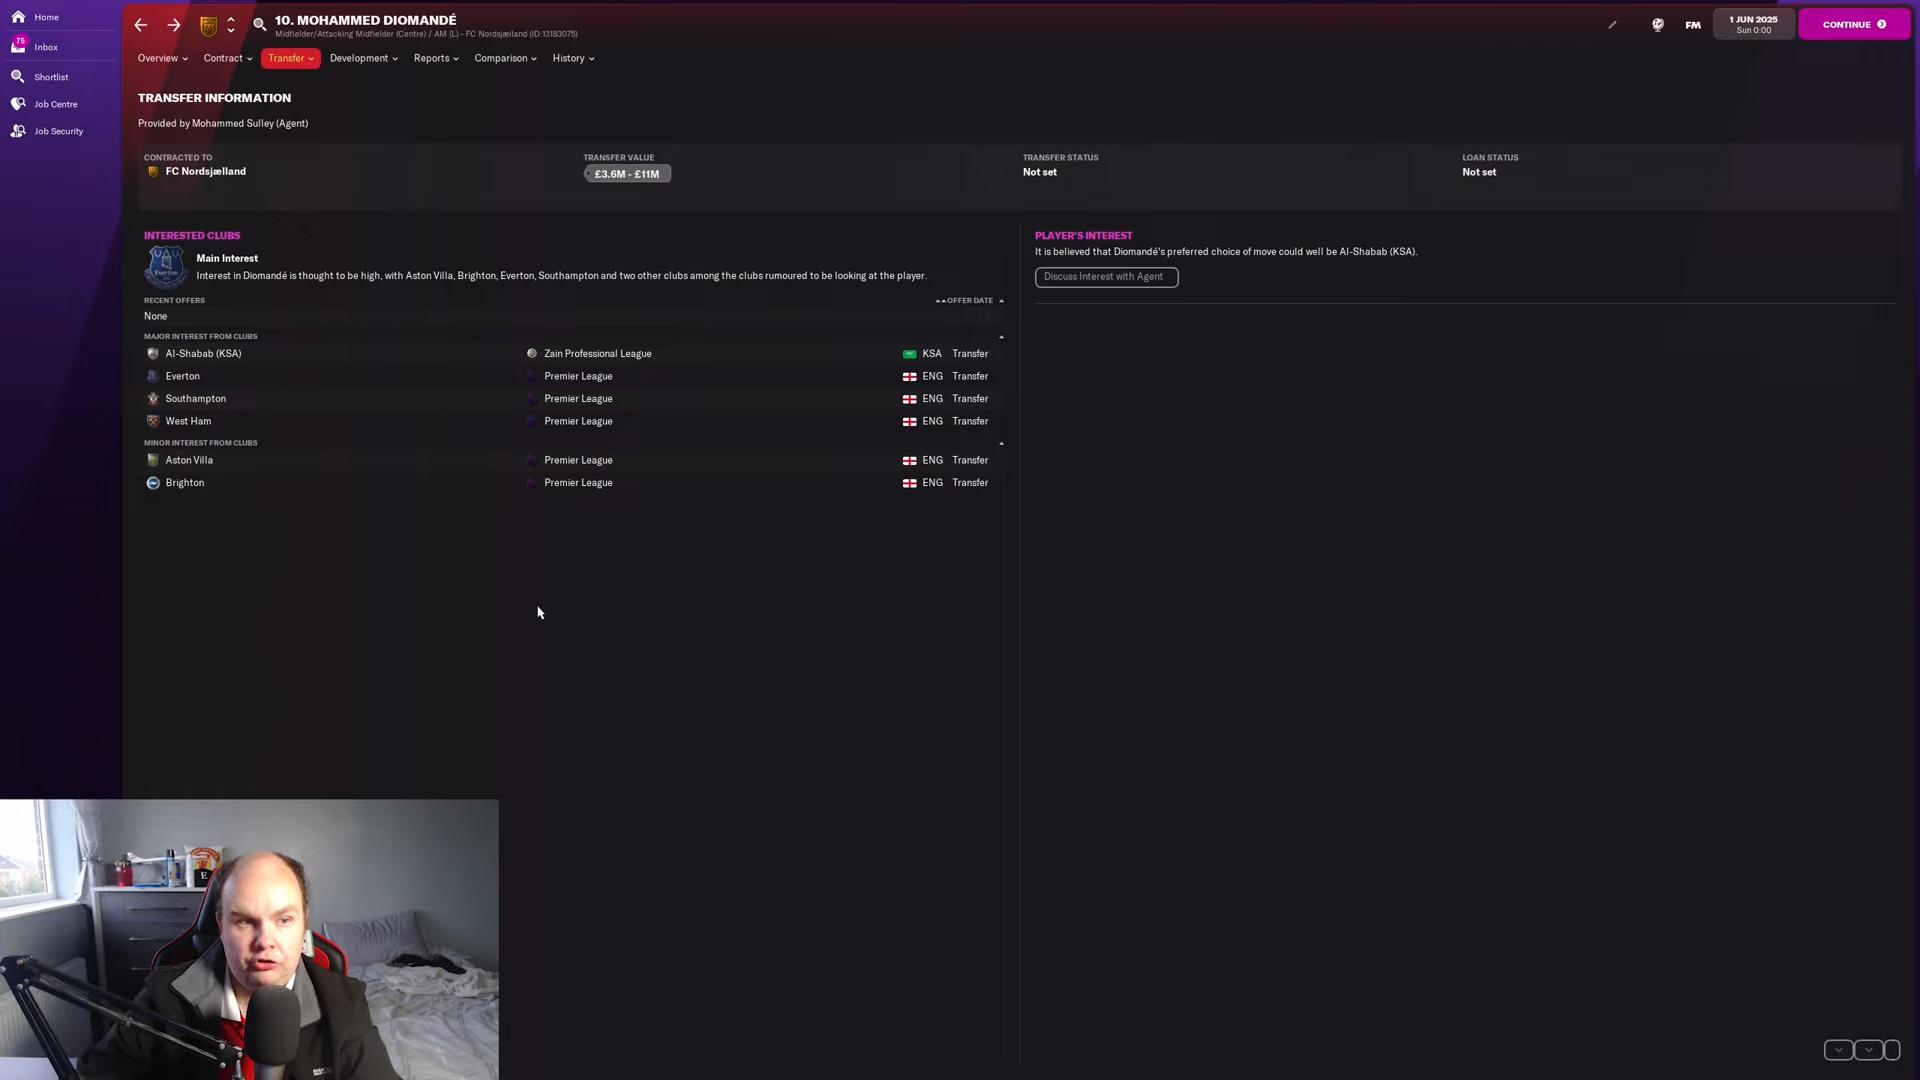 Home
75
Inbox
Shortlist
Job Centre
Job Security
10. MOHAMMED DIOMANDÉ
Midfielder/Attacking Midfielder (Centre) / AM (L) - FC Nordsjælland (ID:13183075)
FM
1 JUN 2025
Sun 0:00
CONTINUE
Overview
Contract
Transfer
Development
Reports
Comparison
History
TRANSFER INFORMATION
Provided by Mohammed Sulley (Agent)
CONTRACTED TO
FC Nordsjælland
TRANSFER VALUE
£3.6M - £11M
TRANSFER STATUS
Not set
LOAN STATUS
Not set
INTERESTED CLUBS
Everton
Main Interest
Interest in Diomandé is thought to be high, with Aston Villa, Brighton, Everton, Southampton and two other clubs among the clubs rumoured to be looking at the player.
RECENT OFFERS OFFER DATE
None
MAJOR INTEREST FROM CLUBS
Al-Shabab (KSA) Zain Professional League KSA Transfer
Everton Premier League ENG Transfer
Southampton Premier League ENG Transfer
West Ham Premier League ENG Transfer
MINOR INTEREST FROM CLUBS
Aston Villa Premier League ENG Transfer
Brighton Premier League ENG Transfer
PLAYER'S INTEREST
It is believed that Diomandé's preferred choice of move could well be Al-Shabab (KSA).
Discuss Interest with Agent
E